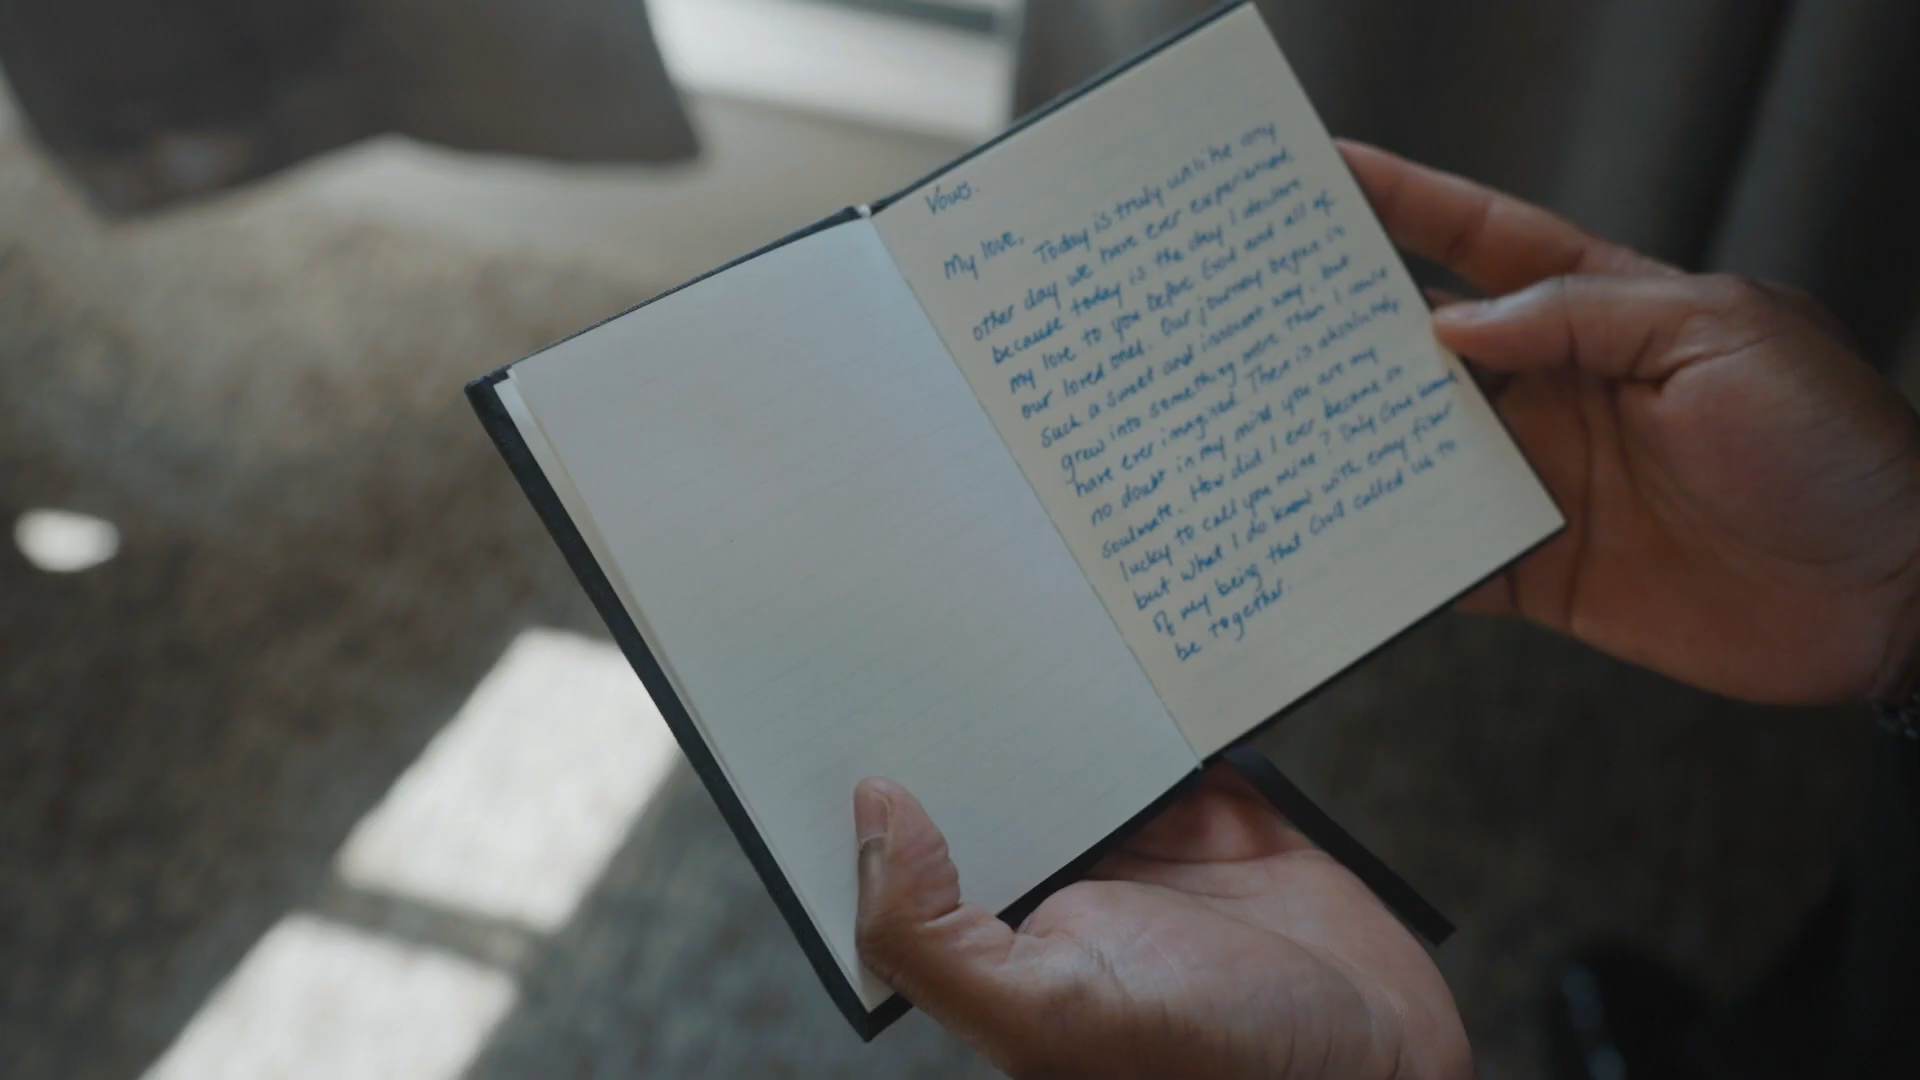 Vows.
My love,
Today is truly unlike any
other day we have ever experienced,
because today is the day I declare
my love to you before God and all of
our loved ones. Our journey began in
such a sweet and innocent way, but
grew into something more than I could
have ever imagined. There is absolutely
no doubt in my mind you are my
soulmate. How did I ever become so
lucky to call you mine? Only God knows
but what I do know with every fiber
of my being that God called us to
be together.